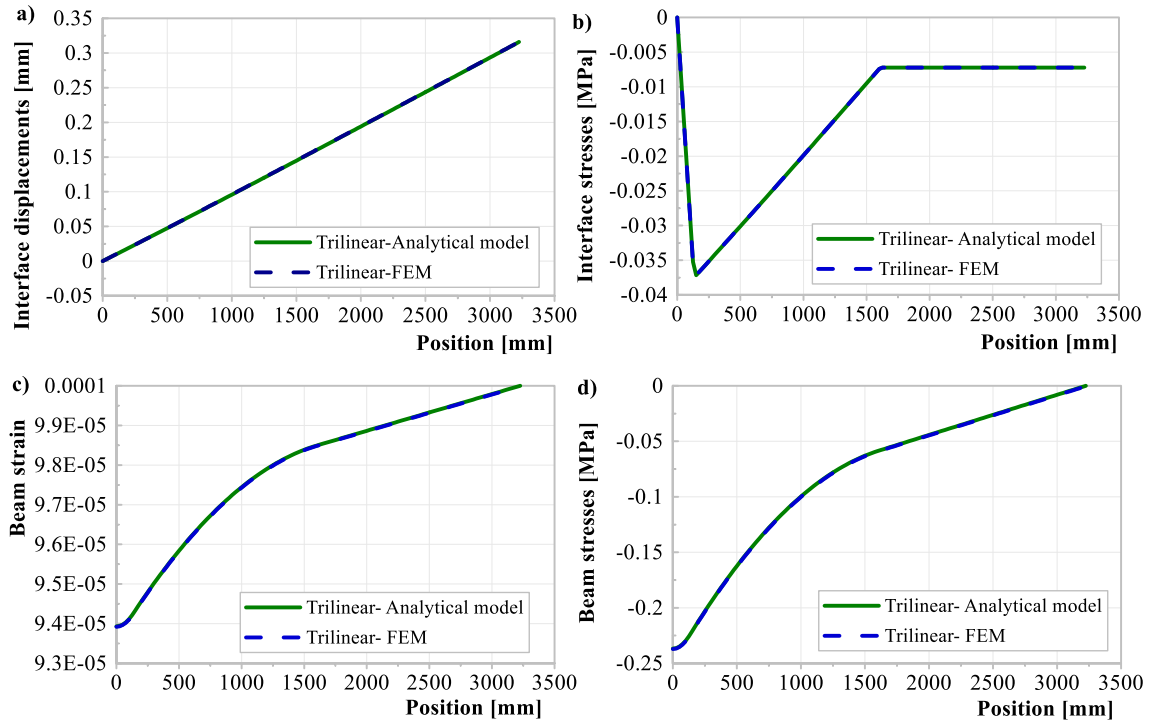 a)
Interface displacements [mm]
0.35
0.3
0.25
0.2
0.15
0.1
0.05
0
-0.05
0 500 1000 1500 2000 2500 3000 3500
Position [mm]
Trilinear-Analytical model
Trilinear-FEM
b)
Interface stresses [MPa]
0
-0.005
-0.01
-0.015
-0.02
-0.025
-0.03
-0.035
-0.04
0 500 1000 1500 2000 2500 3000 3500
Position [mm]
Trilinear- Analytical model
Trilinear- FEM
c)
Beam strain
0.0001
9.9E-05
9.8E-05
9.7E-05
9.6E-05
9.5E-05
9.4E-05
9.3E-05
0 500 1000 1500 2000 2500 3000 3500
Position [mm]
Trilinear- Analytical model
Trilinear- FEM
d)
Beam stresses [MPa]
0
-0.05
-0.1
-0.15
-0.2
-0.25
0 500 1000 1500 2000 2500 3000 3500
Position [mm]
Trilinear- Analytical model
Trilinear- FEM